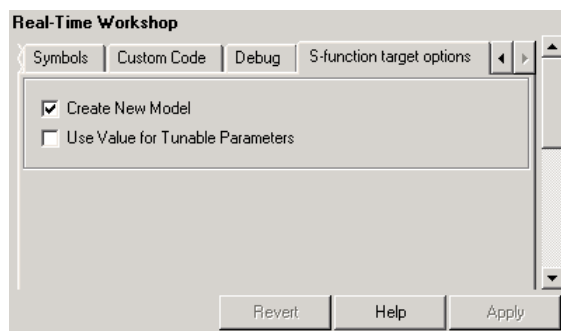 Real-Time Workshop
Symbols Custom Code Debug S-function target options
Create New Model
Use Value for Tunable Parameters
Revert Help Apply